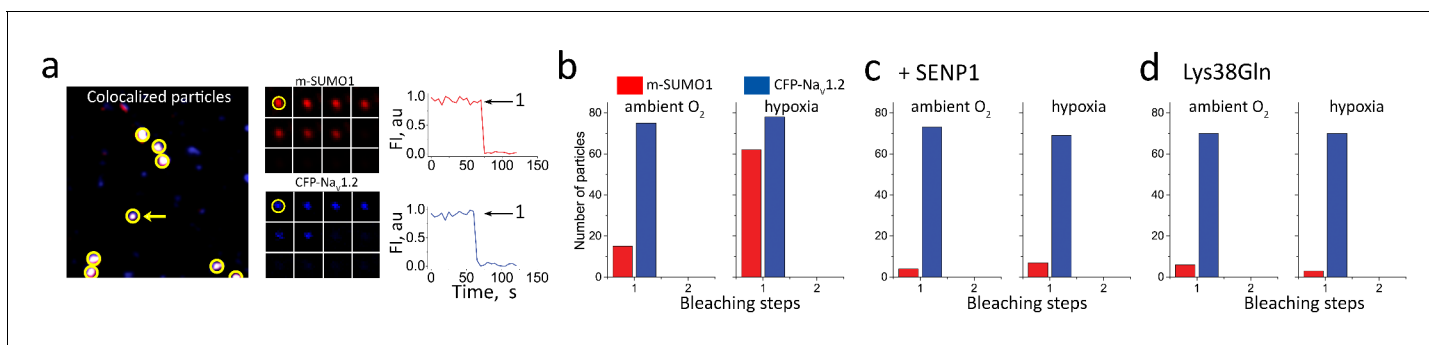 a
Colocalized particles
m-SUMO1
FI, au
1.0
0.5
0.0
1
0 50 100 150
CFP-NaV1.2
FI, au
1.0
0.5
0.0
1
0 50 100 150
Time, s
b
m-SUMO1
CFP-NaV1.2
ambient O2
hypoxia
Number of particles
80
60
40
20
0
1 2
1 2
Bleaching steps
c + SENP1
ambient O2
hypoxia
80
60
40
20
0
1 2
1 2
Bleaching steps
d Lys38Gln
ambient O2
hypoxia
80
60
40
20
0
1 2
1 2
Bleaching steps